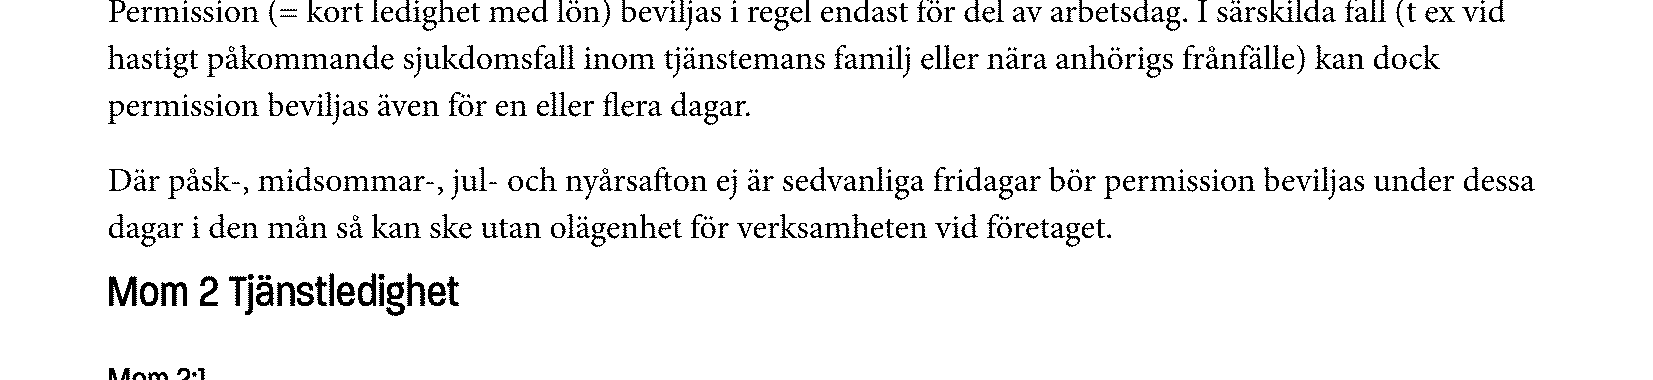 Permission (= kort ledighet med lön) beviljas i regel endast för del av arbetsdag. I särskilda fall (t ex vid
hastigt påkommande sjukdomsfall inom tjänstemans familj eller nära anhörigs frånfälle) kan dock
permission beviljas även för en eller flera dagar.
Där påsk-, midsommar-, jul- och nyårsafton ej är sedvanliga fridagar bör permission beviljas under dessa
dagar i den mån så kan ske utan olägenhet för verksamheten vid företaget.
Mom 2 Tjänstledighet
Mom 2:1